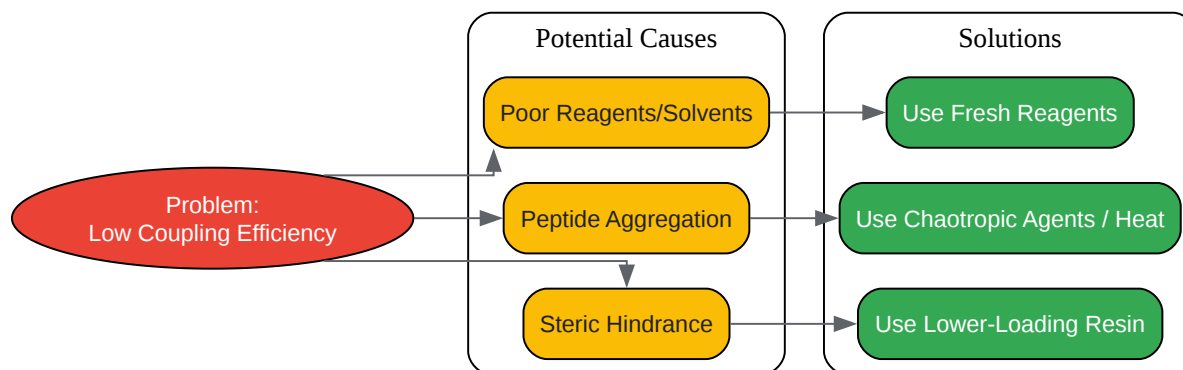 Potential Causes
Solutions
Poor Reagents/Solvents
Use Fresh Reagents
Problem:
Low Coupling Efficiency
Peptide Aggregation
Use Chaotropic Agents / Heat
Steric Hindrance
Use Lower-Loading Resin